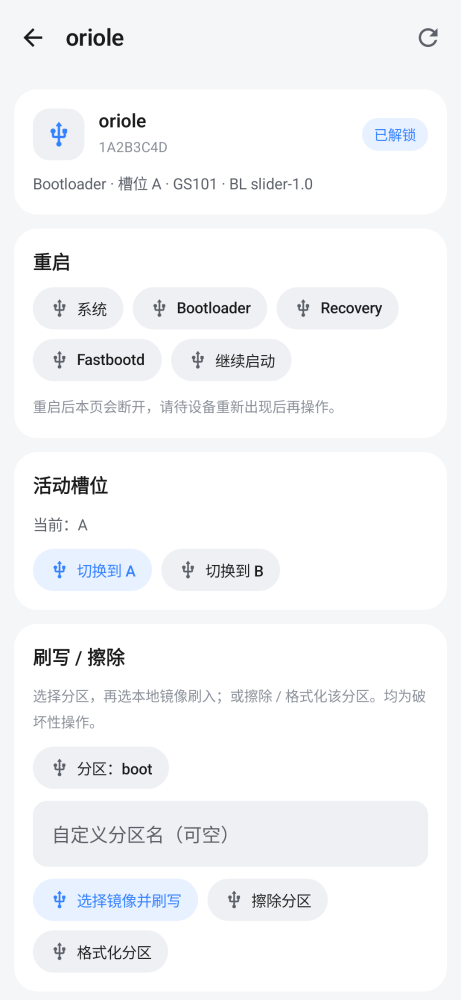 oriole
oriole
1A2B3C4D
已解锁
Bootloader · 槽位 A · GS101 · BL slider-1.0
重启
系统
Bootloader
Recovery
Fastbootd
继续启动
重启后本页会断开，请待设备重新出现后再操作。
活动槽位
当前：A
切换到 A
切换到 B
刷写 / 擦除
选择分区，再选本地镜像刷入；或擦除 / 格式化该分区。均为破
坏性操作。
分区：boot
自定义分区名（可空）
选择镜像并刷写
擦除分区
格式化分区